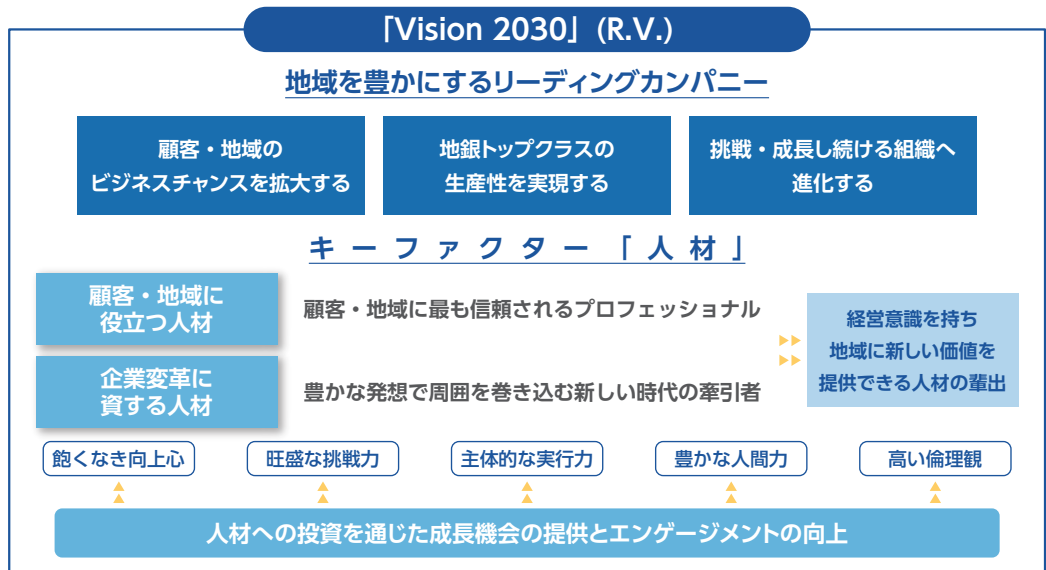 「Vision 2030」(R.V.)
地域を豊かにするリーディングカンパニー
顧客・地域の
ビジネスチャンスを拡大する
地銀トップクラスの
生産性を実現する
挑戦・成長し続ける組織へ
進化する
キーファクター「人材」
顧客・地域に
役立つ人材
顧客・地域に最も信頼されるプロフェッショナル
企業変革に
資する人材
豊かな発想で周囲を巻き込む新しい時代の牽引者
経営意識を持ち
地域に新しい価値を
提供できる人材の輩出
飽くなき向上心
旺盛な挑戦力
主体的な実行力
豊かな人間力
高い倫理観
人材への投資を通じた成長機会の提供とエンゲージメントの向上